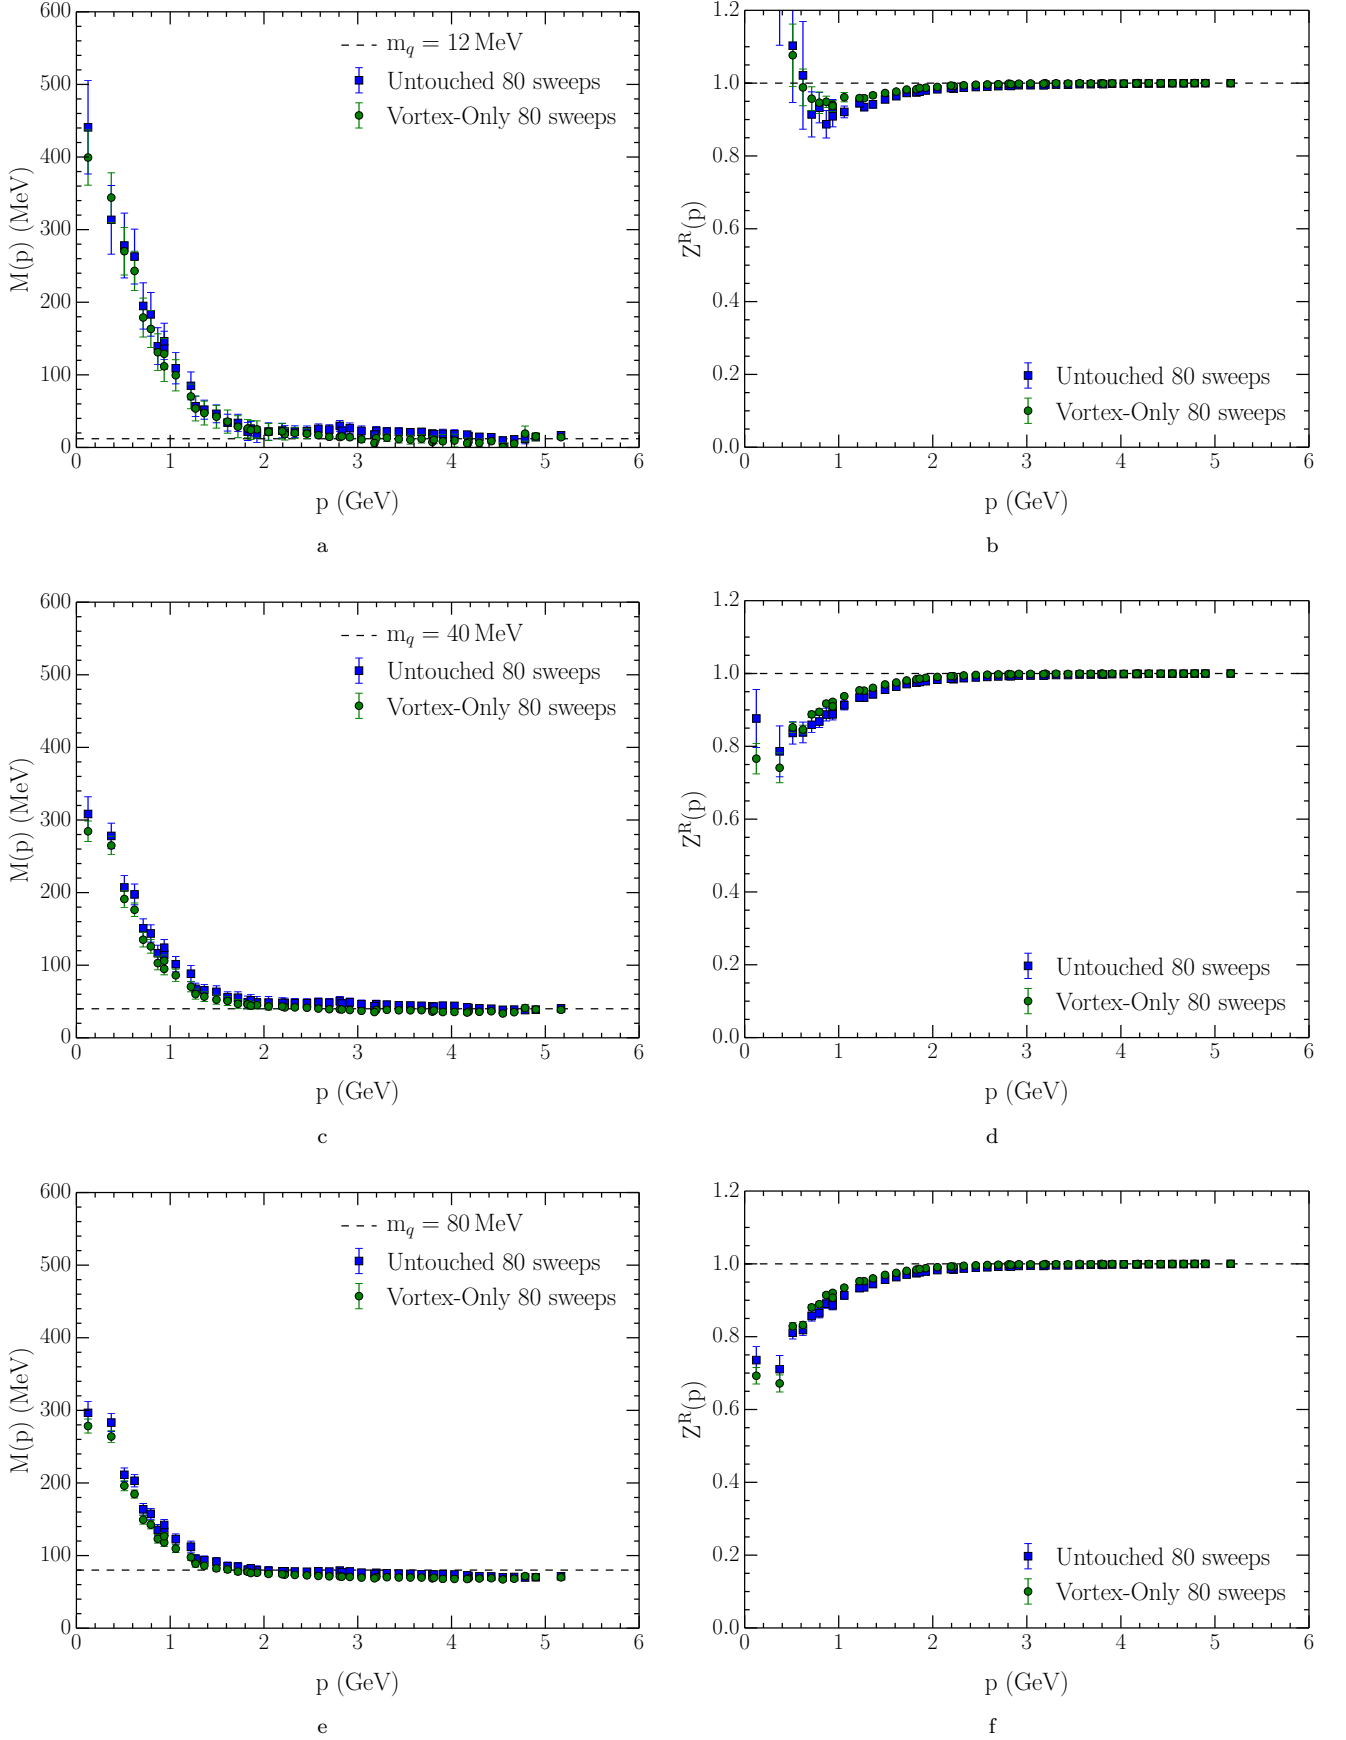 600
500
400
300
200
100
0
M(p) (MeV)
m_q = 12 MeV
Untouched 80 sweeps
Vortex-Only 80 sweeps
0 1 2 3 4 5 6
p (GeV)
a
1.2
1.0
0.8
0.6
0.4
0.2
0.0
Z^R(p)
Untouched 80 sweeps
Vortex-Only 80 sweeps
0 1 2 3 4 5 6
p (GeV)
b
600
500
400
300
200
100
0
M(p) (MeV)
m_q = 40 MeV
Untouched 80 sweeps
Vortex-Only 80 sweeps
0 1 2 3 4 5 6
p (GeV)
c
1.2
1.0
0.8
0.6
0.4
0.2
0.0
Z^R(p)
Untouched 80 sweeps
Vortex-Only 80 sweeps
0 1 2 3 4 5 6
p (GeV)
d
600
500
400
300
200
100
0
M(p) (MeV)
m_q = 80 MeV
Untouched 80 sweeps
Vortex-Only 80 sweeps
0 1 2 3 4 5 6
p (GeV)
e
1.2
1.0
0.8
0.6
0.4
0.2
0.0
Z^R(p)
Untouched 80 sweeps
Vortex-Only 80 sweeps
0 1 2 3 4 5 6
p (GeV)
f